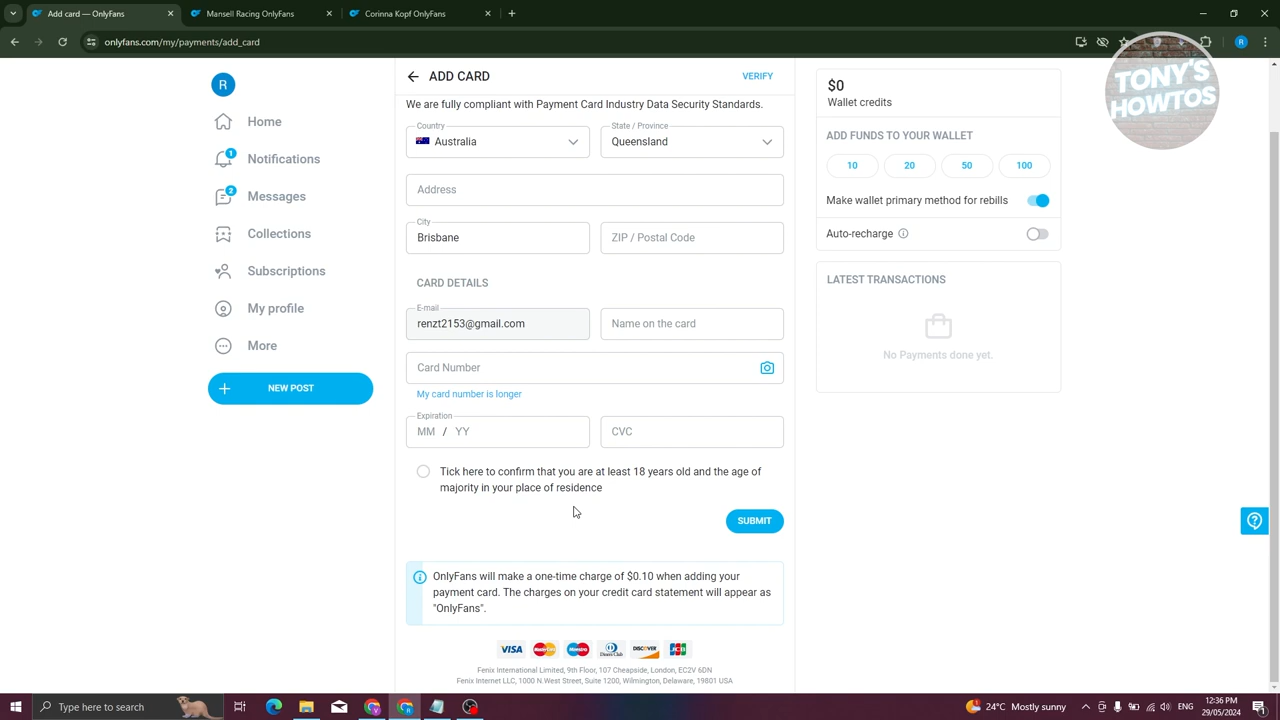 Add card — OnlyFans
Mansell Racing OnlyFans
Corinna Kopf OnlyFans
onlyfans.com/my/payments/add_card
R
TONY'S
HOWTOS
R
Home
Notifications 1
Messages 2
Collections
Subscriptions
My profile
More
NEW POST
ADD CARD
VERIFY
We are fully compliant with Payment Card Industry Data Security Standards.
Country
Australia
State / Province
Queensland
Address
City
Brisbane
ZIP / Postal Code
CARD DETAILS
E-mail
renzt2153@gmail.com
Name on the card
Card Number
My card number is longer
Expiration
MM / YY
CVC
Tick here to confirm that you are at least 18 years old and the age of
majority in your place of residence
SUBMIT
OnlyFans will make a one-time charge of $0.10 when adding your
payment card. The charges on your credit card statement will appear as
"OnlyFans".
VISA MasterCard Maestro Diners Club DISCOVER JCB
Fenix International Limited, 9th Floor, 107 Cheapside, London, EC2V 6DN
Fenix Internet LLC, 1000 N.West Street, Suite 1200, Wilmington, Delaware, 19801 USA
$0
Wallet credits
ADD FUNDS TO YOUR WALLET
10 20 50 100
Make wallet primary method for rebills
Auto-recharge
LATEST TRANSACTIONS
No Payments done yet.
Type here to search
24°C Mostly sunny
12:36 PM
29/05/2024